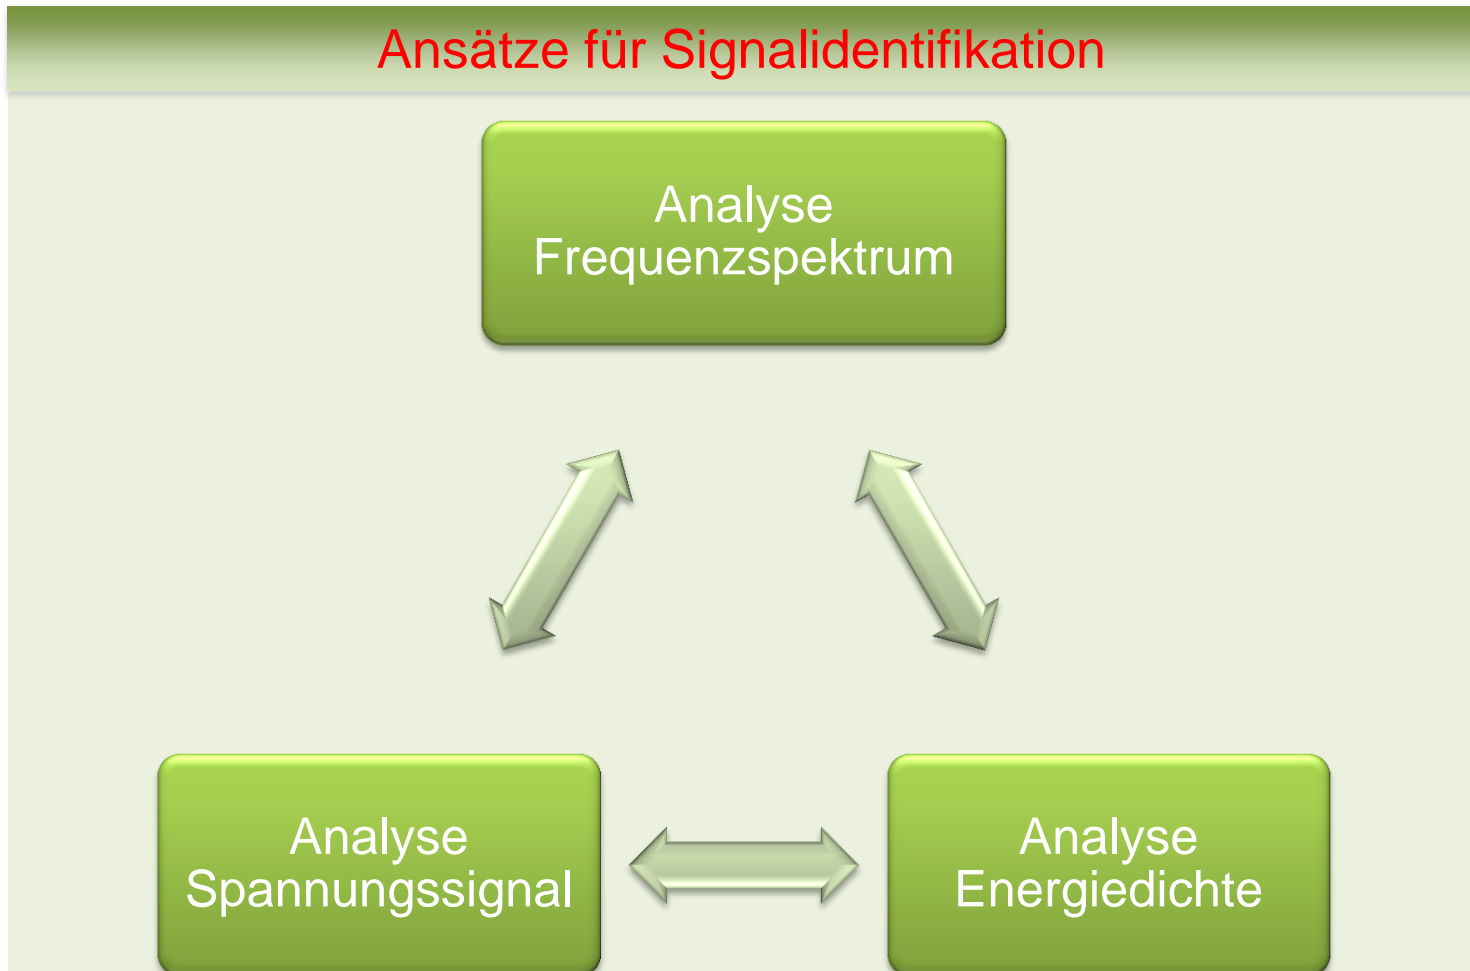 Ansätze für Signalidentifikation
Analyse
Frequenzspektrum
Analyse
Spannungssignal
Analyse
Energiedichte